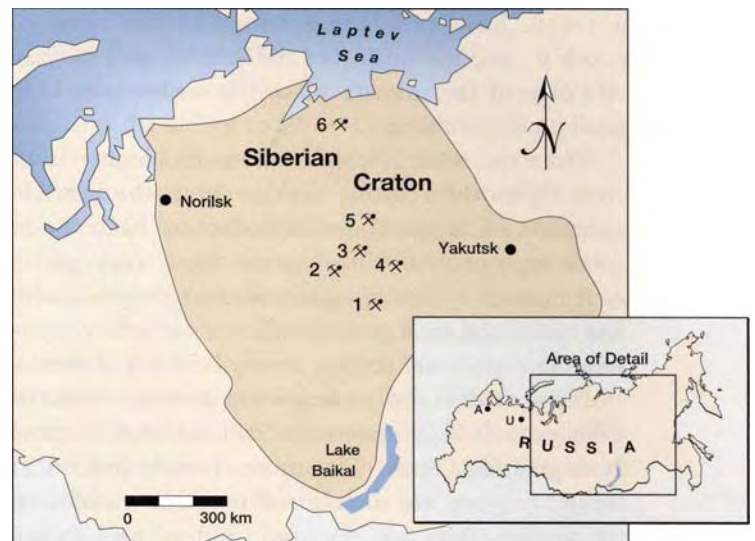 Laptev
Sea
6
Siberian
Craton
N
Norilsk
5
Yakutsk
3
4
2
1
Area of Detail
A
U
RUSSIA
Lake
Baikal
0 300 km